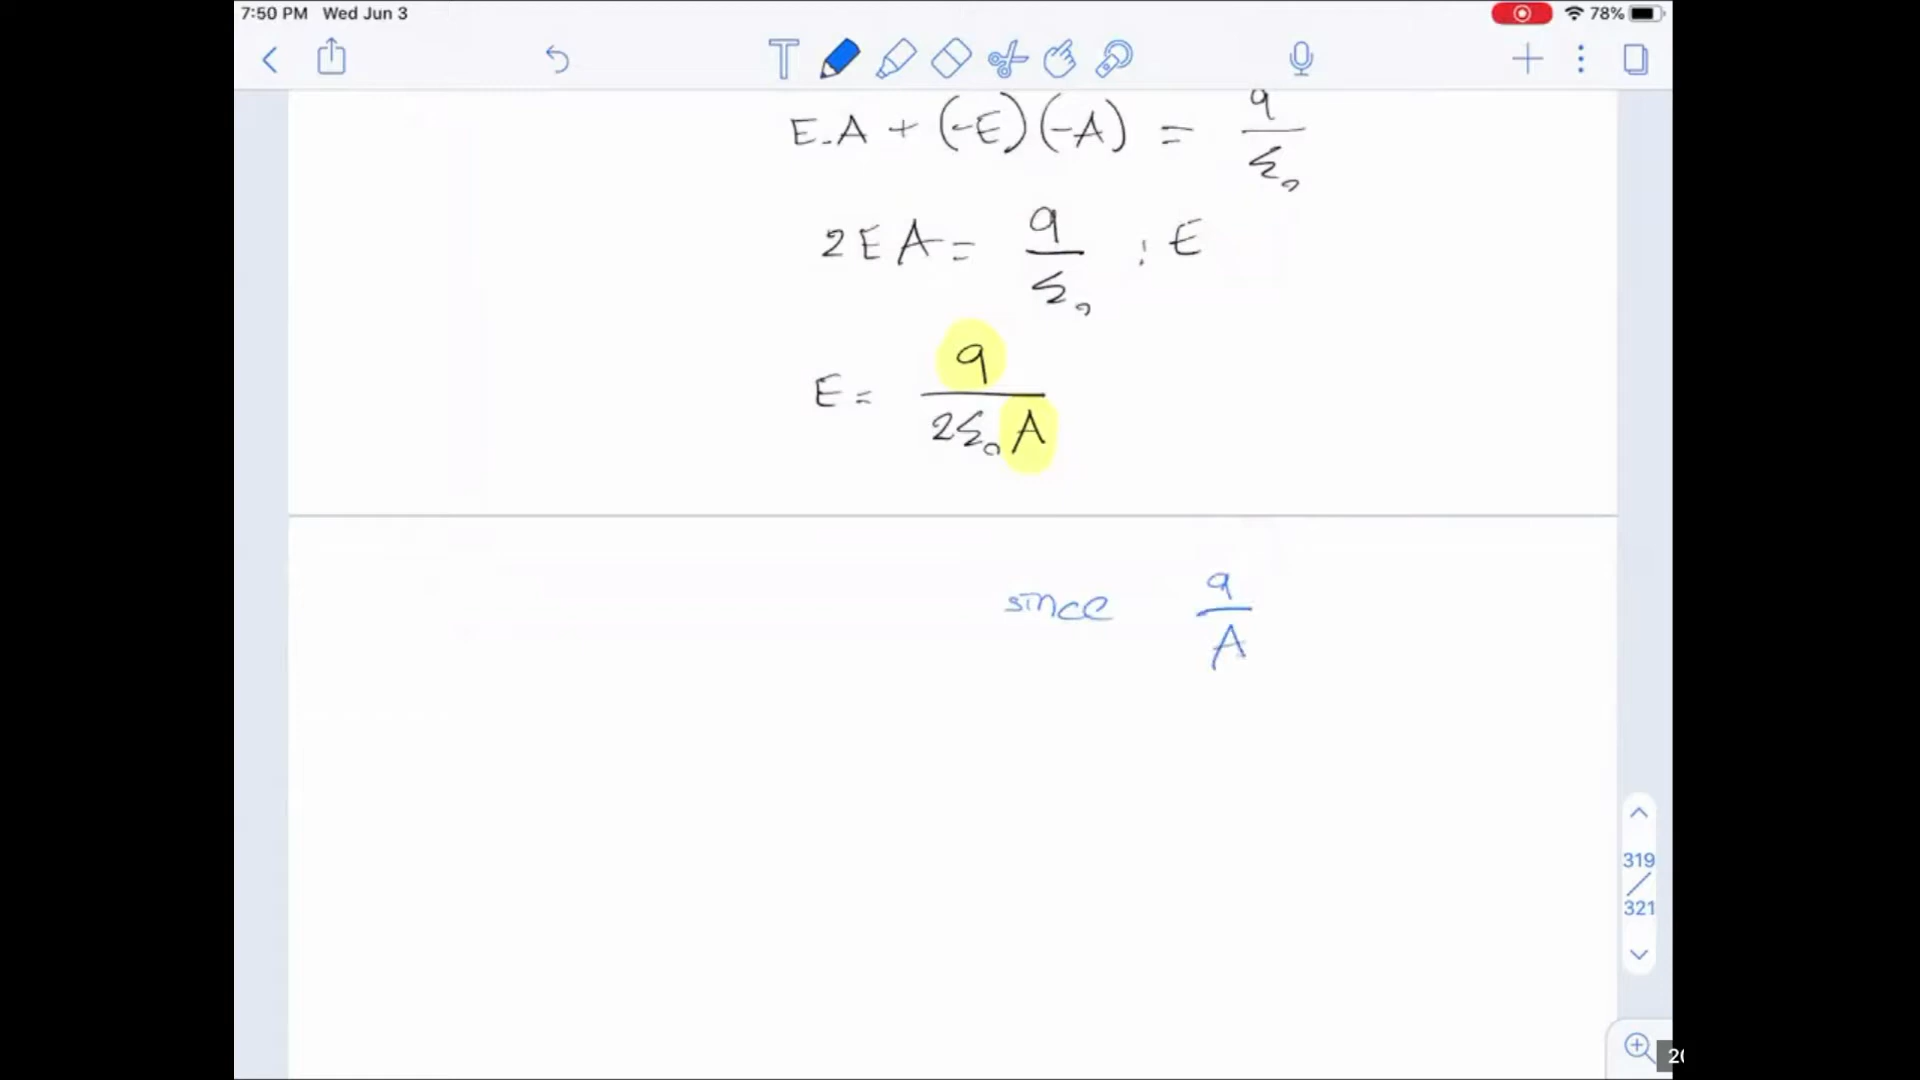 7:50 PM Wed Jun 3
78%
E.A + (-E)(-A) = q/ε₀
2EA = q/ε₀ ; E
E = q/2ε₀A
since q/A
319
/
321